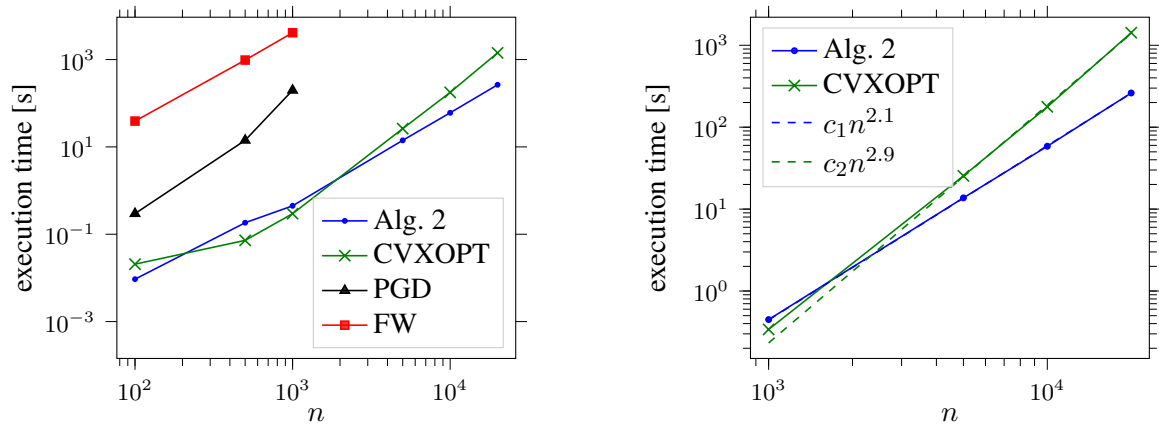 execution time [s]
10^3
10^1
10^{-1}
10^{-3}
10^2
10^3
10^4
n
Alg. 2
CVXOPT
PGD
FW
execution time [s]
10^3
10^2
10^1
10^0
10^3
10^4
n
Alg. 2
CVXOPT
c_1 n^{2.1}
c_2 n^{2.9}